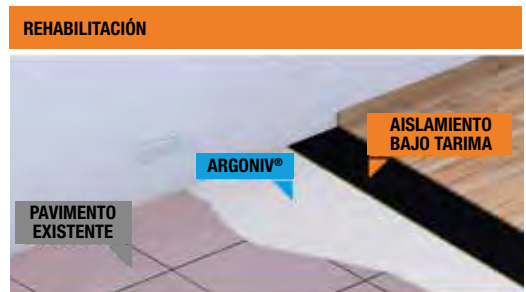 REHABILITACIÓN
AISLAMIENTO
BAJO TARIMA
ARGONIV®
PAVIMENTO
EXISTENTE